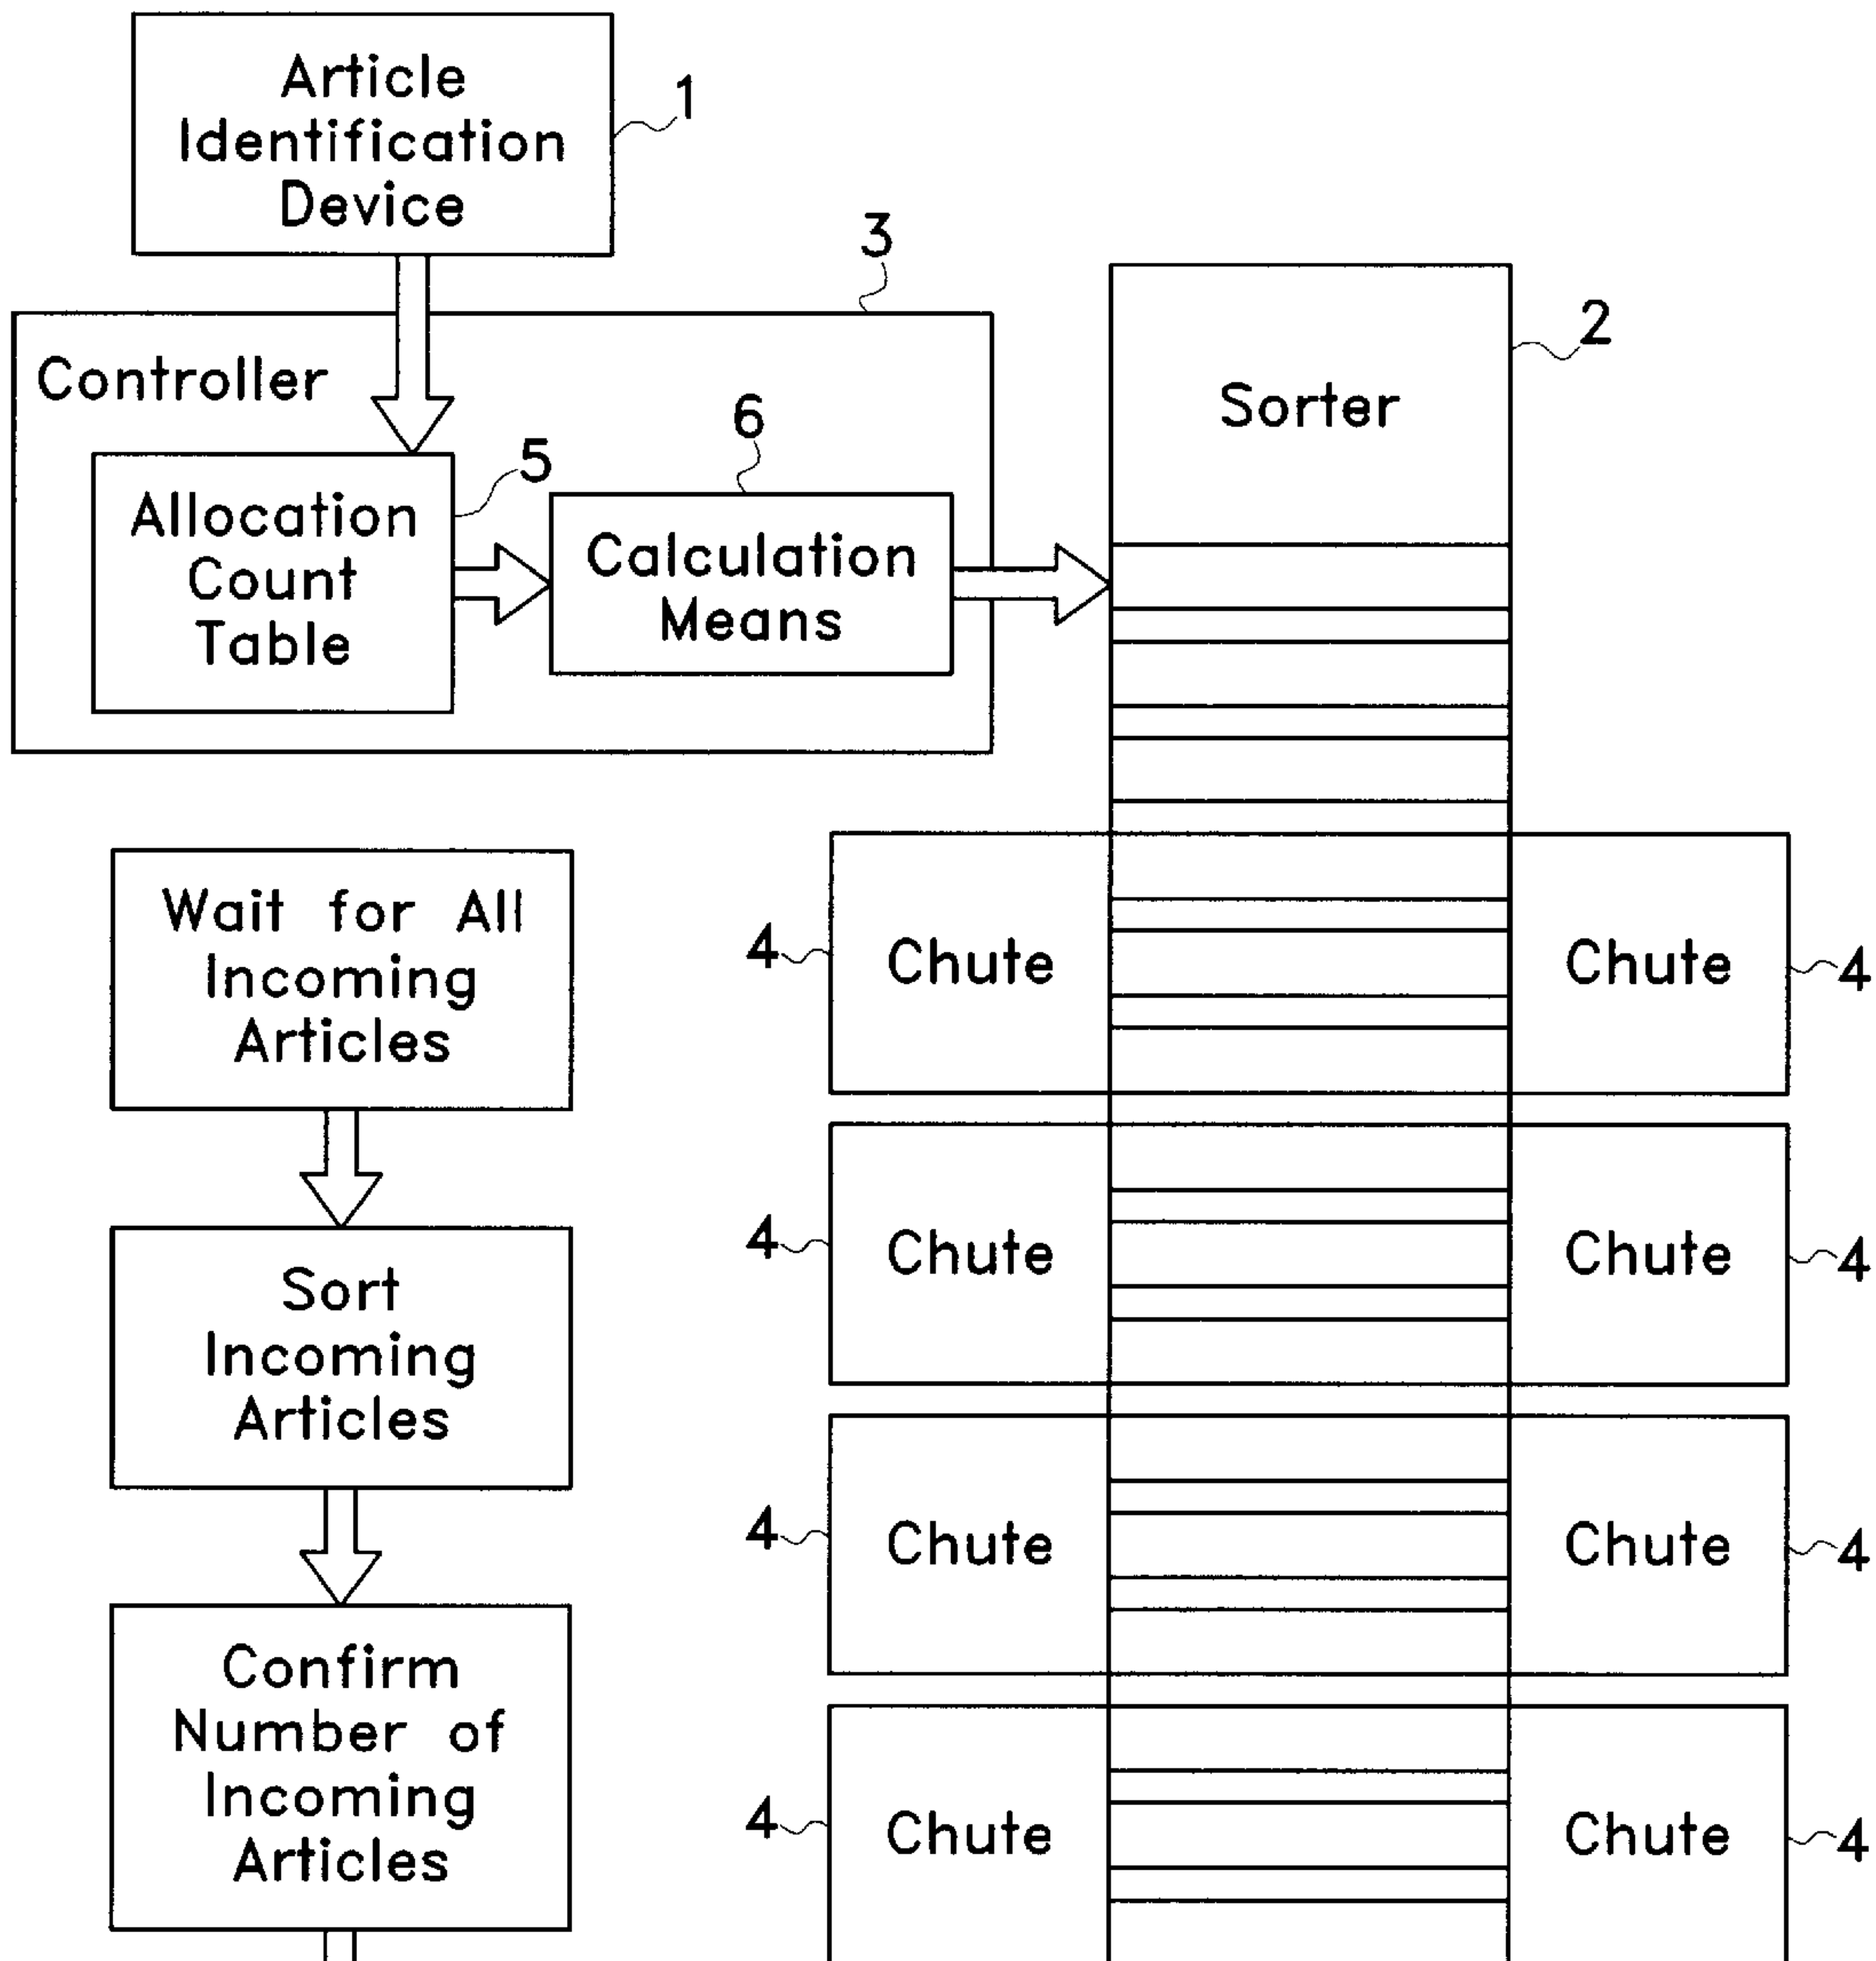 Article
Identification
Device
1
3
Controller
2
Sorter
5
6
Allocation
Count
Table
Calculation
Means
Wait for All
Incoming
Articles
4
Chute
Chute
4
Sort
Incoming
Articles
4
Chute
Chute
4
4
Chute
Chute
4
Confirm
Number of
Incoming
Articles
4
Chute
Chute
4